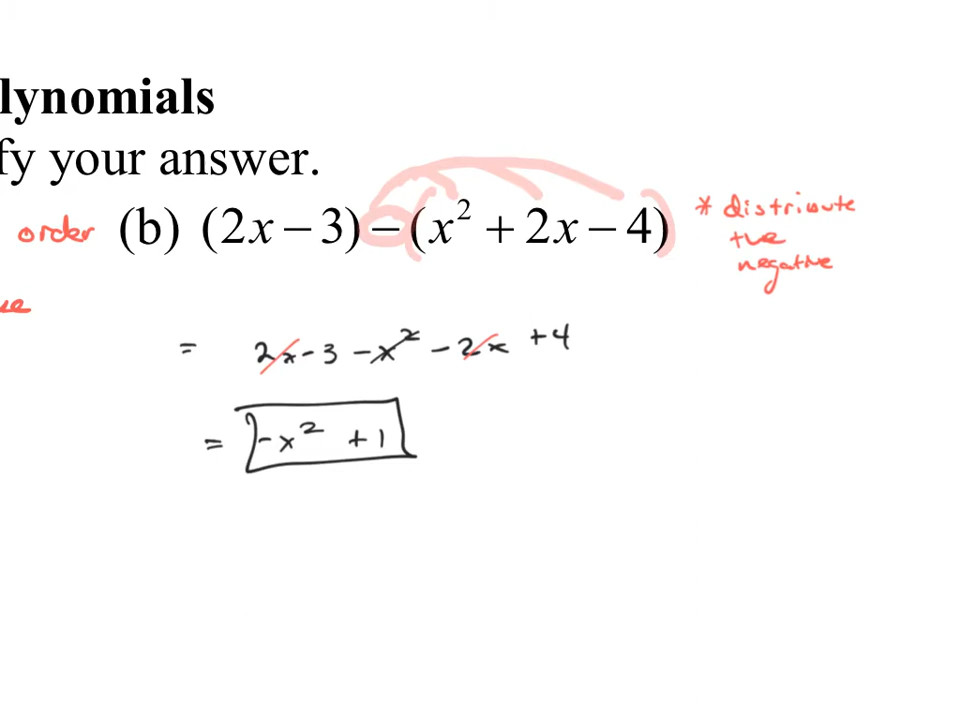 lynomials
fy your answer.
order (b) (2x − 3) − (x² + 2x − 4) * distribute
the
negative
= 2x - 3 - x² - 2x + 4
= -x² + 1